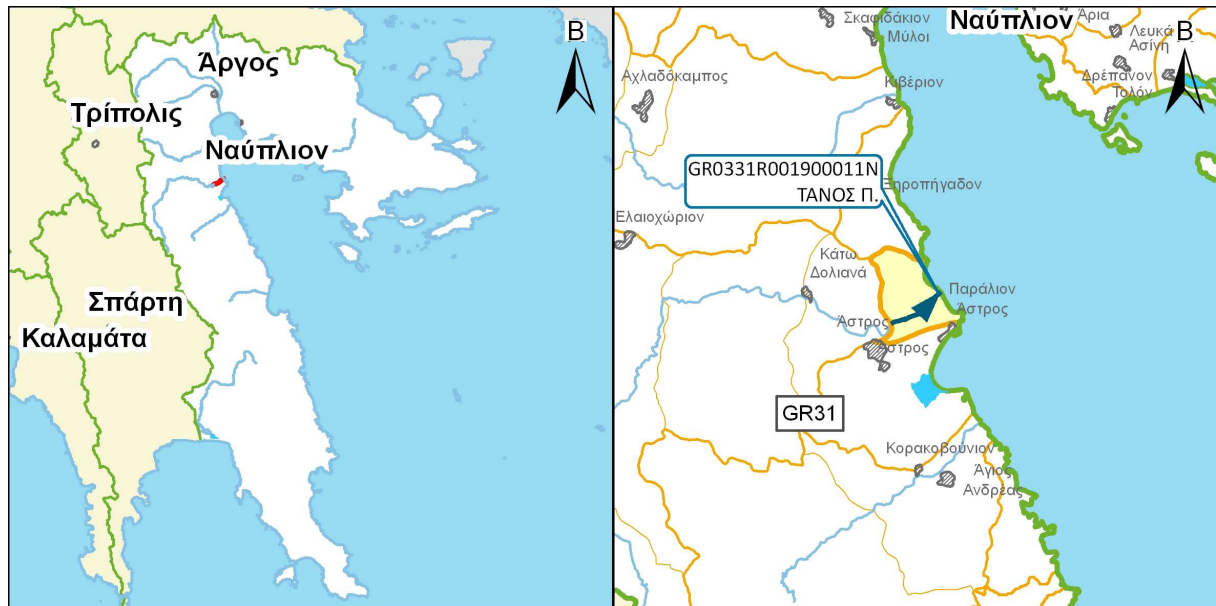 Β
Άργος
Τρίπολις
Ναύπλιον
Σπάρτη
Καλαμάτα
Σκαφιδάκιον
Μύλοι
Ναύπλιον
Άρια
Λευκά
Ασίνη
Αχλαδόκαμπος
Β
Δρέπανον
Τολόν
Κιβέριον
GR0331R001900011N
ΤΑΝΟΣ Π.
Ξηροπήγαδον
Ελαιοχώριον
Κάτω
Δολιανά
Παράλιον
Άστρος
Άστρος
Άστρος
GR31
Κορακοβούνιον
Άγιος
Ανδρέας